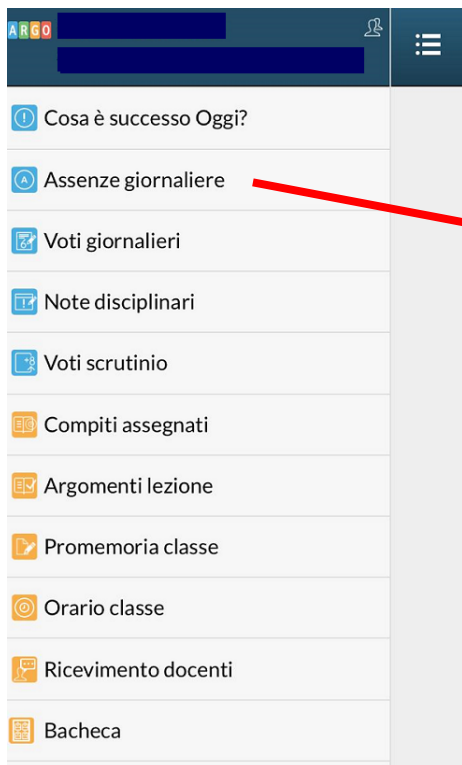 ARGO
Cosa è successo Oggi?
Assenze giornaliere
Voti giornalieri
Note disciplinari
Voti scrutinio
Compiti assegnati
Argomenti lezione
Promemoria classe
Orario classe
Ricevimento docenti
Bacheca